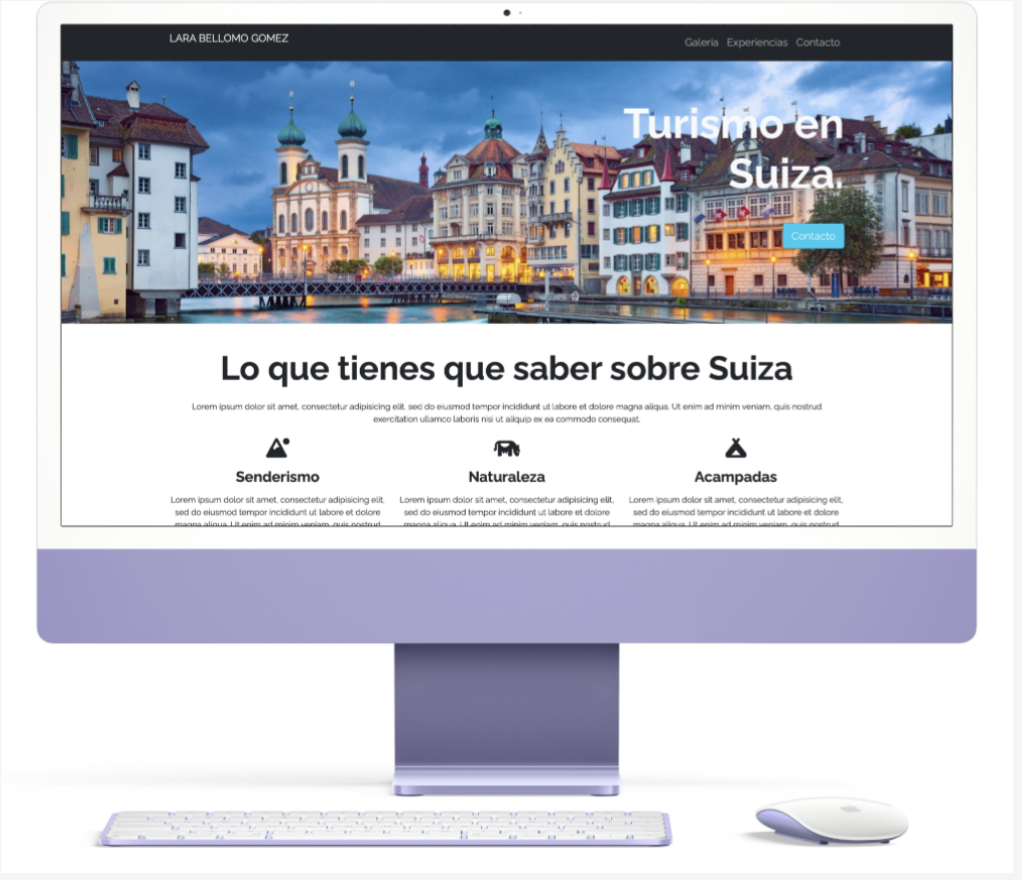 LARA BELLOMO GOMEZ
Galería Experiencias Contacto
Turismo en
Suiza.
Contacto
Lo que tienes que saber sobre Suiza
Lorem ipsum dolor sit amet, consectetur adipisicing elit, sed do eiusmod tempor incididunt ut labore et dolore magna aliqua. Ut enim ad minim veniam, quis nostrud
exercitation ullamco laboris nisi ut aliquip ex ea commodo consequat.
Senderismo
Lorem ipsum dolor sit amet, consectetur adipisicing elit,
sed do eiusmod tempor incididunt ut labore et dolore
magna aliqua. Ut enim ad minim veniam, quis nostrud
Naturaleza
Lorem ipsum dolor sit amet, consectetur adipisicing elit,
sed do eiusmod tempor incididunt ut labore et dolore
magna aliqua. Ut enim ad minim veniam, quis nostrud
Acampadas
Lorem ipsum dolor sit amet, consectetur adipisicing elit,
sed do eiusmod tempor incididunt ut labore et dolore
magna aliqua. Ut enim ad minim veniam, quis nostrud